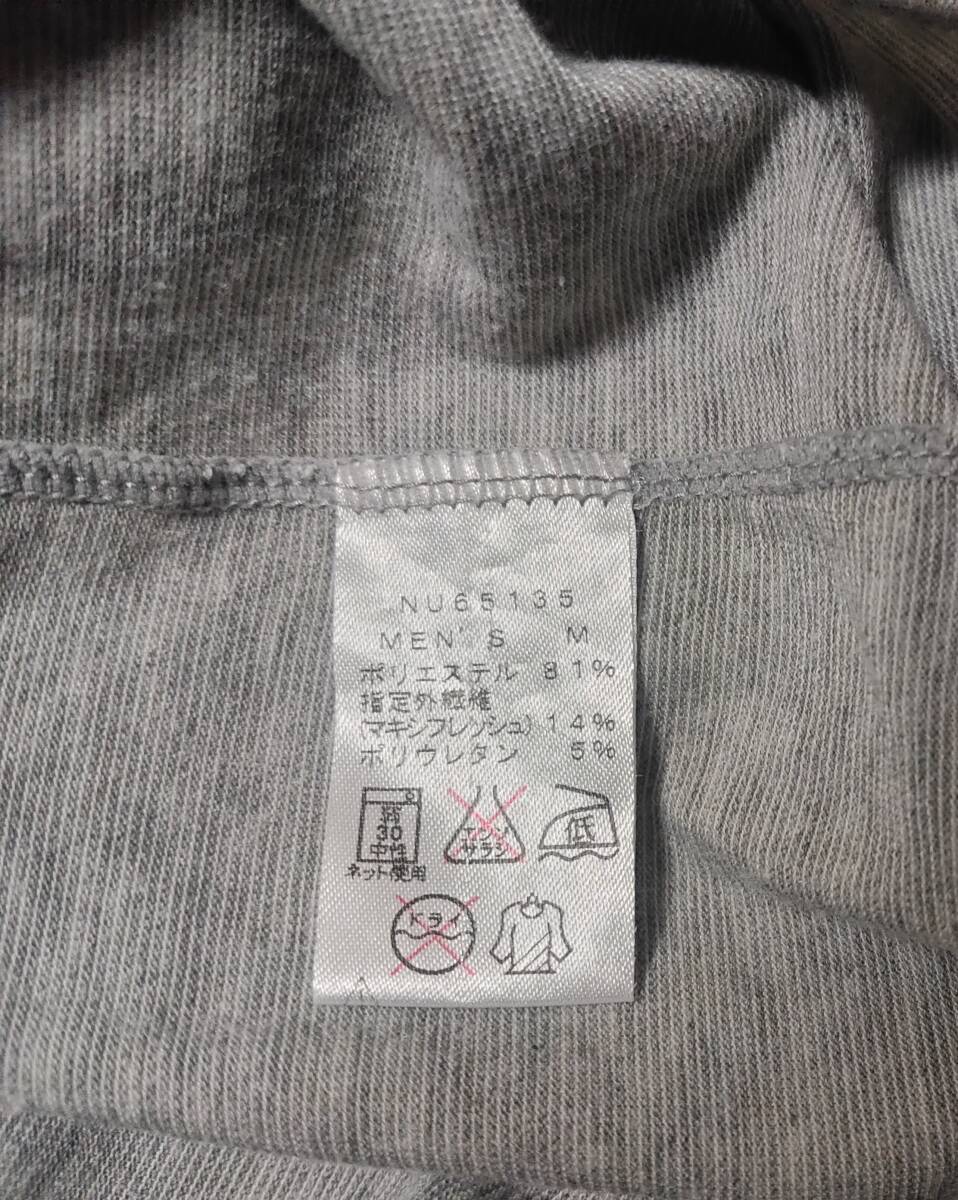 NU65135
MEN'S M
ポリエステル 81%
指定外繊維
(マキシフレッシュ) 14%
ポリウレタン 5%
弱
30
中性
ネット使用
エンソ
サラシ
低
ドライ